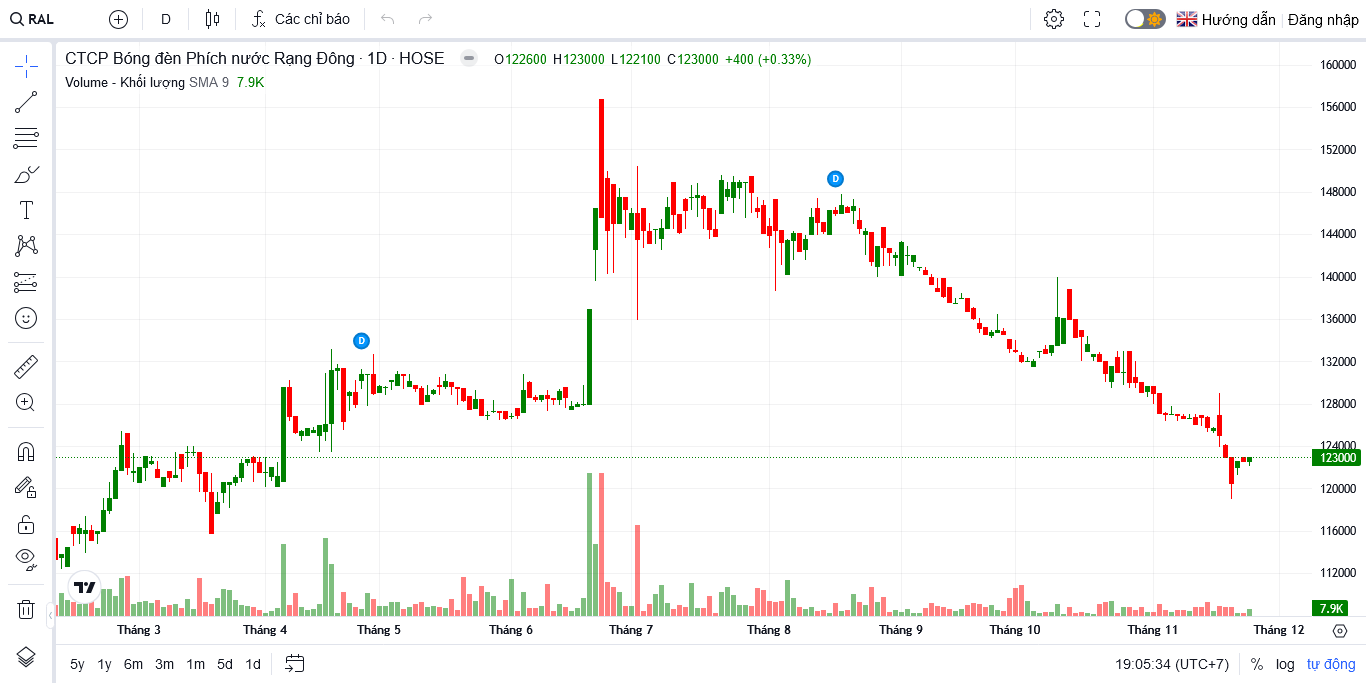 RAL D Các chỉ báo Hướng dẫn Đăng nhập
CTCP Bóng đèn Phích nước Rạng Đông · 1D · HOSE O122600 H123000 L122100 C123000 +400 (+0.33%)
Volume - Khối lượng SMA 9 7.9K
160000
156000
152000
148000
144000
140000
136000
132000
128000
124000
123000
120000
116000
112000
7.9K
D
D
Tháng 3 Tháng 4 Tháng 5 Tháng 6 Tháng 7 Tháng 8 Tháng 9 Tháng 10 Tháng 11 Tháng 12
5y 1y 6m 3m 1m 5d 1d 19:05:34 (UTC+7) % log tự động